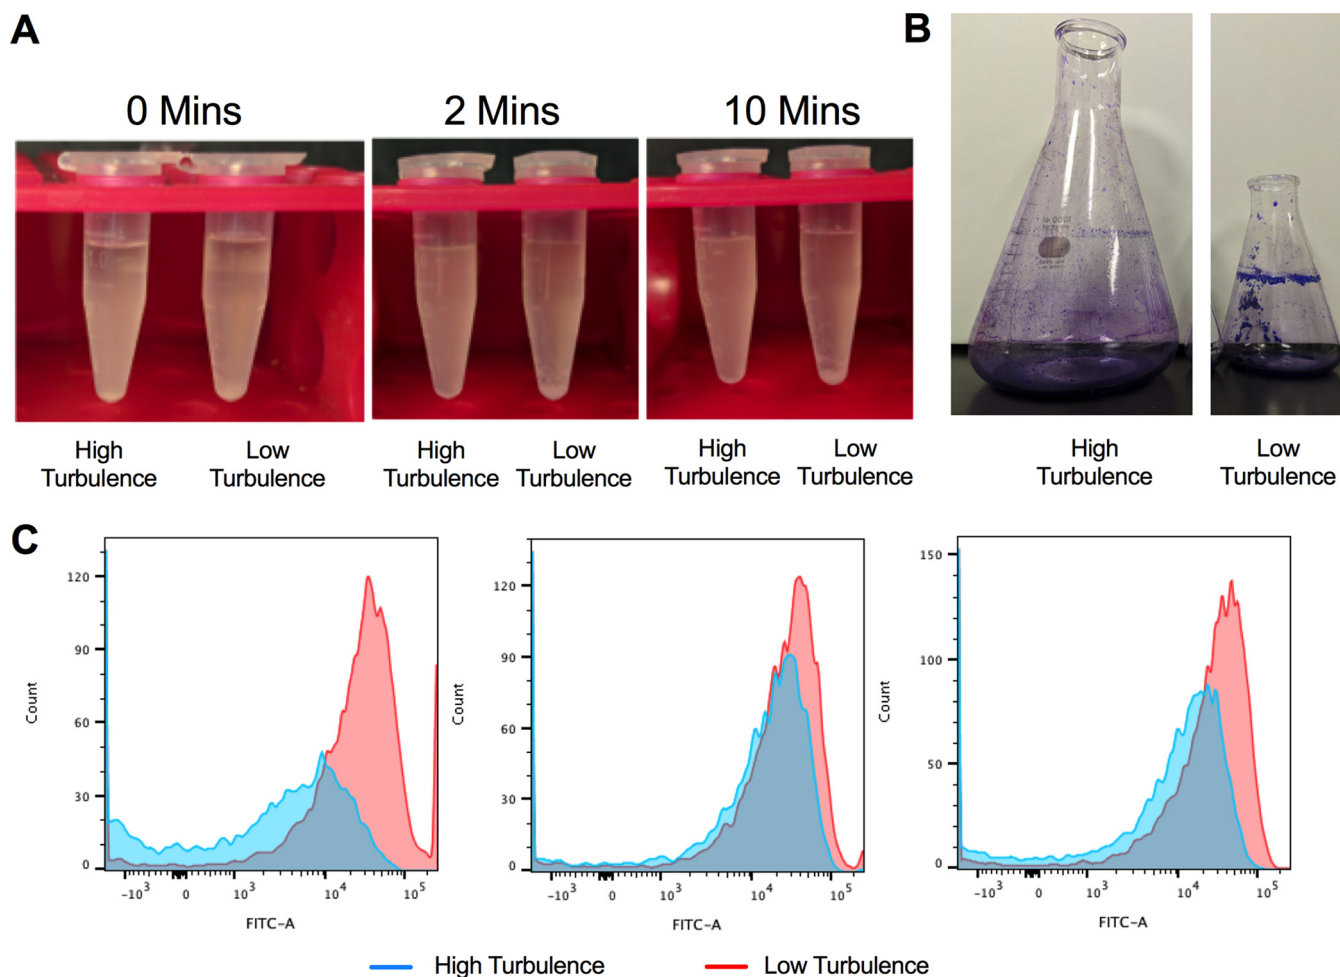 A
B
0 Mins
2 Mins
10 Mins
High
Turbulence
Low
Turbulence
High
Turbulence
Low
Turbulence
High
Turbulence
Low
Turbulence
High
Turbulence
Low
Turbulence
C
Count
120
90
60
30
0
-10³
0
10³
10⁴
10⁵
FITC-A
Count
120
90
60
30
0
-10³
0
10³
10⁴
10⁵
FITC-A
Count
150
100
50
0
-10³
0
10³
10⁴
10⁵
FITC-A
High Turbulence
Low Turbulence